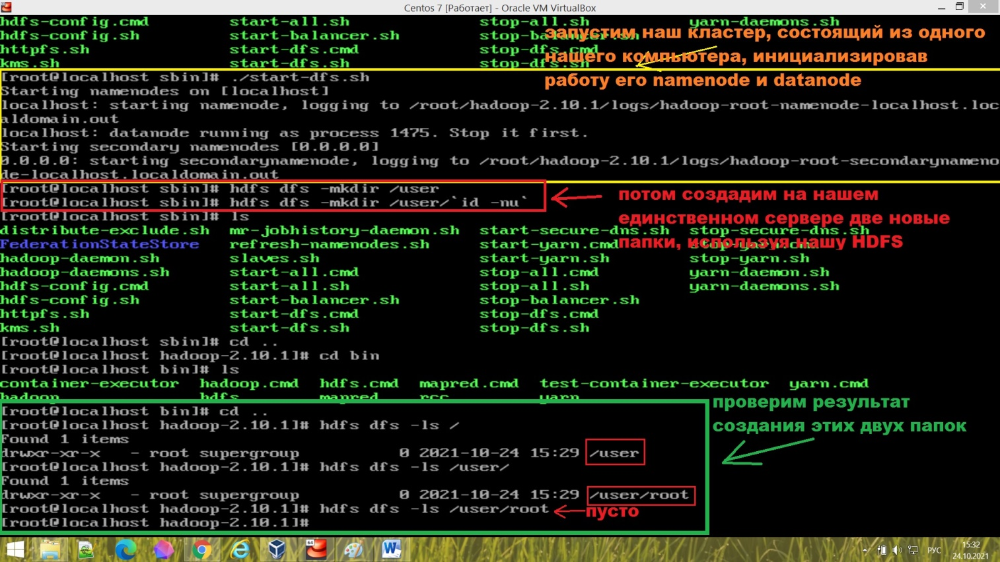 Centos 7 [Работает] - Oracle VM VirtualBox
hdfs-config.cmd start-all.sh stop-all.sh yarn-daemons.sh
hdfs-config.sh start-balancer.sh stop-balancer.sh
httpfs.sh start-dfs.cmd stop-dfs.cmd
kms.sh start-dfs.sh stop-dfs.sh
запустим наш кластер, состоящий из одного
нашего компьютера, инициализировав
работу его namenode и datanode
[root@localhost sbin]# ./start-dfs.sh
Starting namenodes on [localhost]
localhost: starting namenode, logging to /root/hadoop-2.10.1/logs/hadoop-root-namenode-localhost.loc
aldomain.out
localhost: datanode running as process 1475. Stop it first.
Starting secondary namenodes [0.0.0.0]
0.0.0.0: starting secondarynamenode, logging to /root/hadoop-2.10.1/logs/hadoop-root-secondarynameno
de-localhost.localdomain.out
[root@localhost sbin]# hdfs dfs -mkdir /user
[root@localhost sbin]# hdfs dfs -mkdir /user/`id -nu`
потом создадим на нашем
единственном сервере две новые
папки, используя нашу HDFS
[root@localhost sbin]# ls
distribute-exclude.sh mr-jobhistory-daemon.sh start-secure-dns.sh stop-secure-dns.sh
FederationStateStore refresh-namenodes.sh start-yarn.cmd stop-yarn.cmd
hadoop-daemon.sh slaves.sh start-yarn.sh stop-yarn.sh
hadoop-daemons.sh start-all.cmd stop-all.cmd yarn-daemon.sh
hdfs-config.cmd start-all.sh stop-all.sh yarn-daemons.sh
hdfs-config.sh start-balancer.sh stop-balancer.sh
httpfs.sh start-dfs.cmd stop-dfs.cmd
kms.sh start-dfs.sh stop-dfs.sh
[root@localhost sbin]# cd ..
[root@localhost hadoop-2.10.1]# cd bin
[root@localhost bin]# ls
container-executor hadoop.cmd hdfs.cmd mapred.cmd test-container-executor yarn.cmd
hadoop hdfs mapred rcc yarn
проверим результат
создания этих двух папок
[root@localhost bin]# cd ..
[root@localhost hadoop-2.10.1]# hdfs dfs -ls /
Found 1 items
drwxr-xr-x - root supergroup 0 2021-10-24 15:29 /user
[root@localhost hadoop-2.10.1]# hdfs dfs -ls /user/
Found 1 items
drwxr-xr-x - root supergroup 0 2021-10-24 15:29 /user/root
[root@localhost hadoop-2.10.1]# hdfs dfs -ls /user/root
пусто
[root@localhost hadoop-2.10.1]#
64
РУС
15:32
24.10.2021